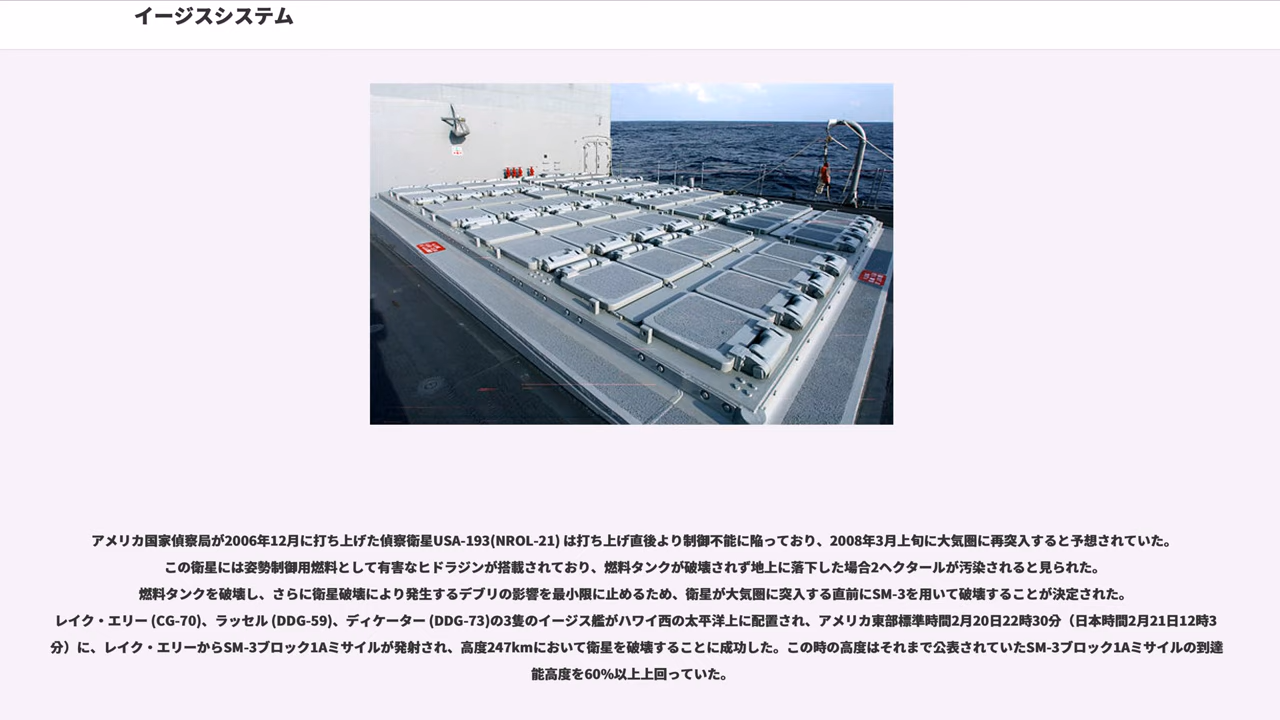 イージスシステム
アメリカ国家偵察局が2006年12月に打ち上げた偵察衛星USA-193(NROL-21) は打ち上げ直後より制御不能に陥っており、2008年3月上旬に大気圏に再突入すると予想されていた。
この衛星には姿勢制御用燃料として有害なヒドラジンが搭載されており、燃料タンクが破壊されず地上に落下した場合2ヘクタールが汚染されると見られた。
燃料タンクを破壊し、さらに衛星破壊により発生するデブリの影響を最小限に止めるため、衛星が大気圏に突入する直前にSM-3を用いて破壊することが決定された。
レイク・エリー (CG-70)、ラッセル (DDG-59)、ディケーター (DDG-73)の3隻のイージス艦がハワイ西の太平洋上に配置され、アメリカ東部標準時間2月20日22時30分（日本時間2月21日12時3
分）に、レイク・エリーからSM-3ブロック1Aミサイルが発射され、高度247kmにおいて衛星を破壊することに成功した。この時の高度はそれまで公表されていたSM-3ブロック1Aミサイルの到達
能高度を60%以上上回っていた。